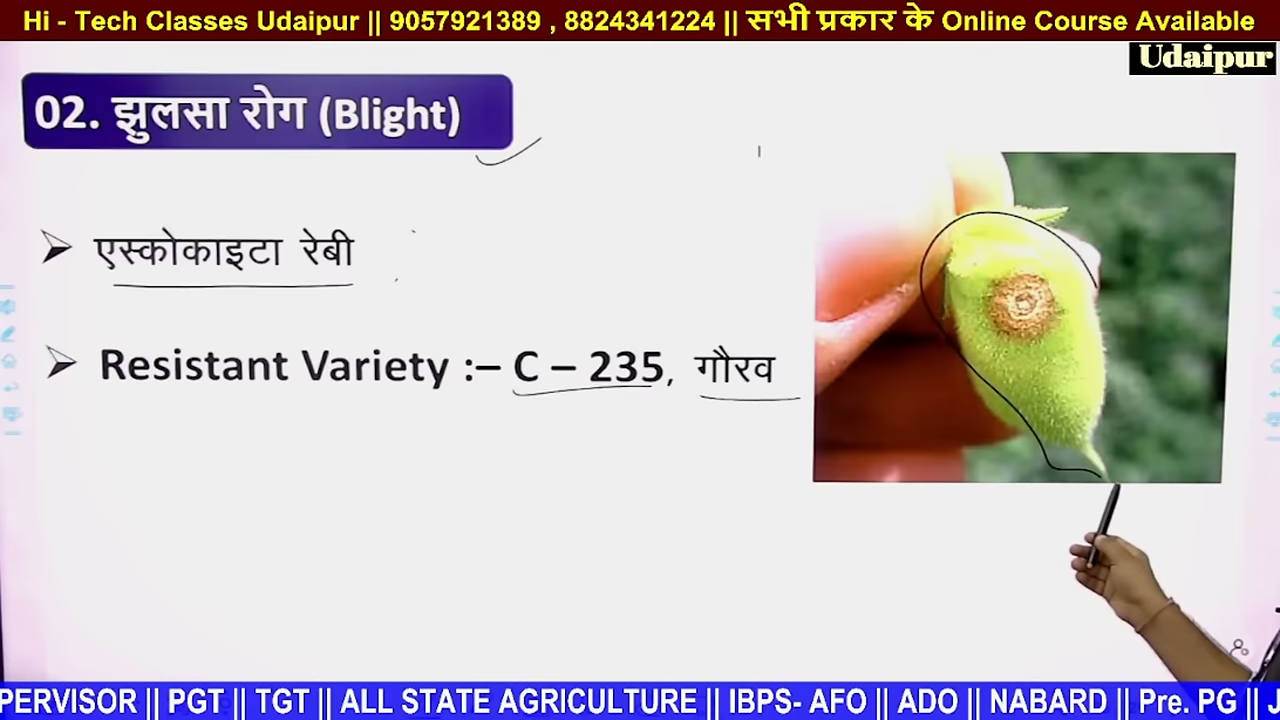 Hi - Tech Classes Udaipur || 9057921389 , 8824341224 || सभी प्रकार के Online Course Available
Udaipur
02. झुलसा रोग (Blight)
एस्कोकाइटा रेबी
Resistant Variety :– C – 235, गौरव
PERVISOR || PGT || TGT || ALL STATE AGRICULTURE || IBPS- AFO || ADO || NABARD || Pre. PG || J